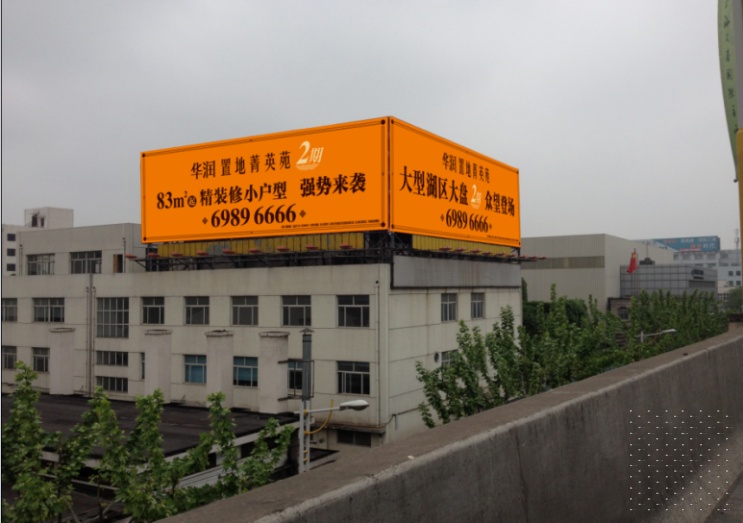 华润 置地菁英苑 2期
83m²起 精装修小户型 强势来袭
6989 6666
华润 置地菁英苑
大型湖区大盘 2期 众望登场
6989 6666